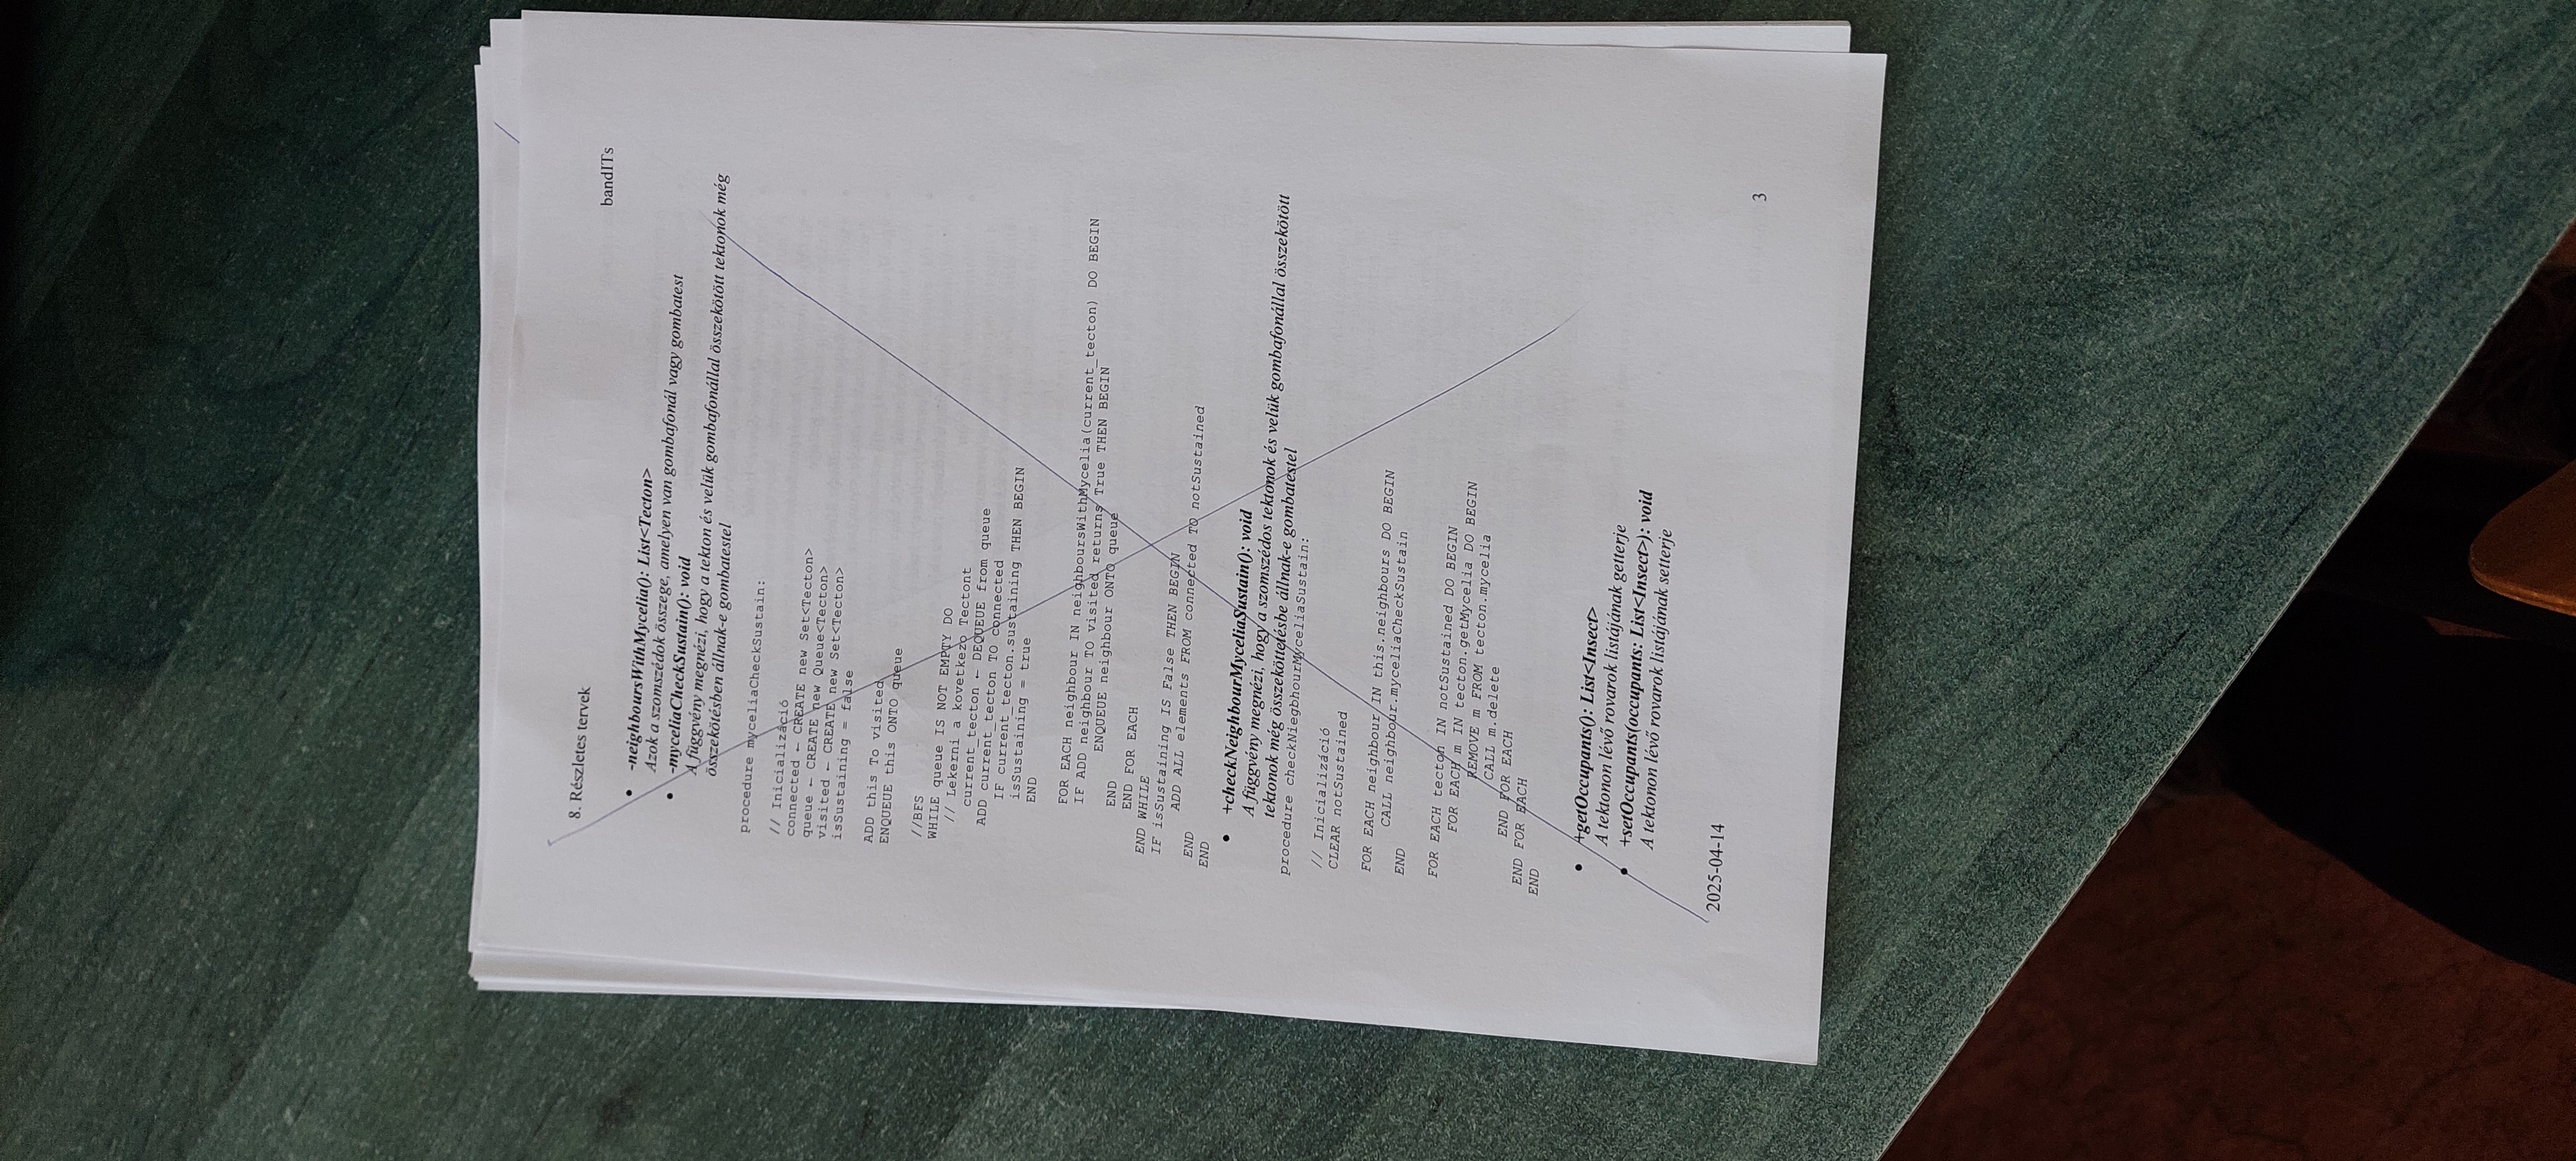 8. Részletes tervek bandITs
• -neighboursWithMycelia(): List<Tecton>
Azok a szomszédok összege, amelyen van gombafonál vagy gombatest
• -myceliaCheckSustain(): void
A függvény megnézi, hogy a tekton és velük gombafonállal összekötött tektonok még
összekötésben állnak-e gombatestel
procedure myceliaCheckSustain:
// Inicializáció
connected ← CREATE new Set<Tecton>
queue ← CREATE new Queue<Tecton>
visited ← CREATE new Set<Tecton>
isSustaining = false
ADD this To visited
ENQUEUE this ONTO queue
//BFS
WHILE queue IS NOT EMPTY DO
// Lekerni a kovetkezo Tectont
current_tecton ← DEQUEUE from queue
ADD current_tecton TO connected
IF current_tecton.sustaining THEN BEGIN
isSustaining = true
END
FOR EACH neighbour IN neighboursWithMycelia(current_tecton) DO BEGIN
IF ADD neighbour TO visited returns True THEN BEGIN
ENQUEUE neighbour ONTO queue
END
END FOR EACH
END WHILE
IF isSustaining IS False THEN BEGIN
ADD ALL elements FROM connected TO notSustained
END
END
• +checkNeighbourMyceliaSustain(): void
A függvény megnézi, hogy a szomszédos tektonok és velük gombafonállal összekötött
tektonok még összeköttetésbe állnak-e gombatestel
procedure checkNiegbhourMyceliaSustain:
// Inicializáció
CLEAR notSustained
FOR EACH neighbour IN this.neighbours DO BEGIN
CALL neighbour.myceliaCheckSustain
END
FOR EACH tecton IN notSustained DO BEGIN
FOR EACH m IN tecton.getMycelia DO BEGIN
REMOVE m FROM tecton.mycelia
CALL m.delete
END FOR EACH
END FOR EACH
END
• +getOccupants(): List<Insect>
A tektonon lévő rovarok listájának getterje
• +setOccupants(occupants: List<Insect>): void
A tektonon lévő rovarok listájának setterje
2025-04-14 3